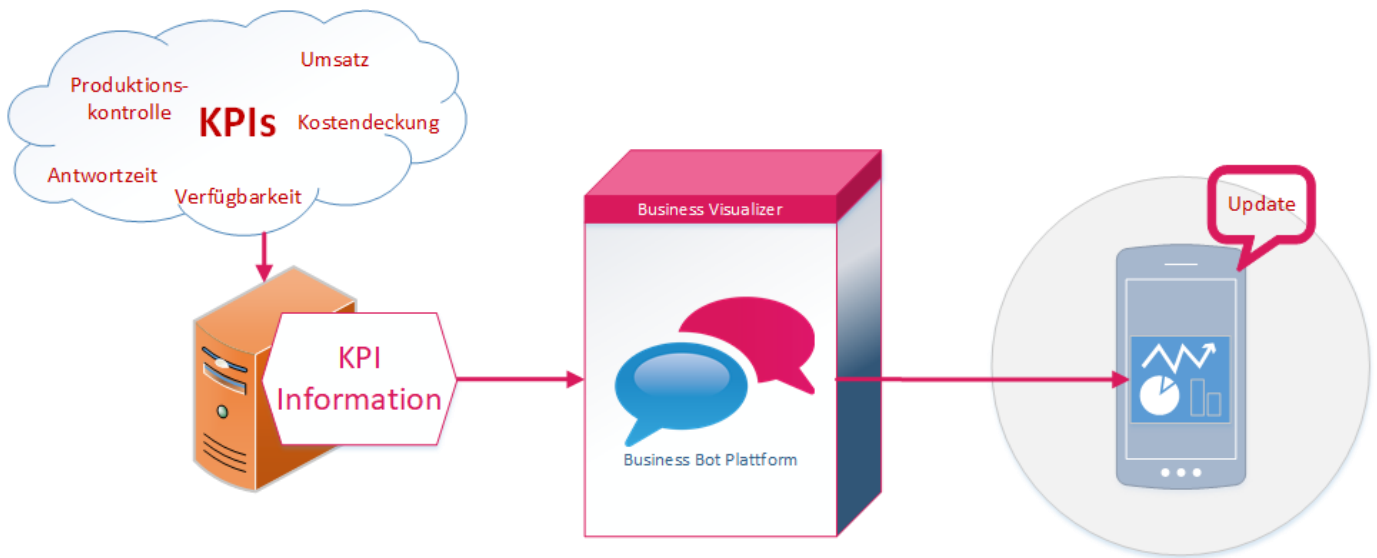 Umsatz
Produktions-
kontrolle
KPIs
Kostendeckung
Antwortzeit
Verfügbarkeit
KPI
Information
Business Visualizer
Business Bot Plattform
Update